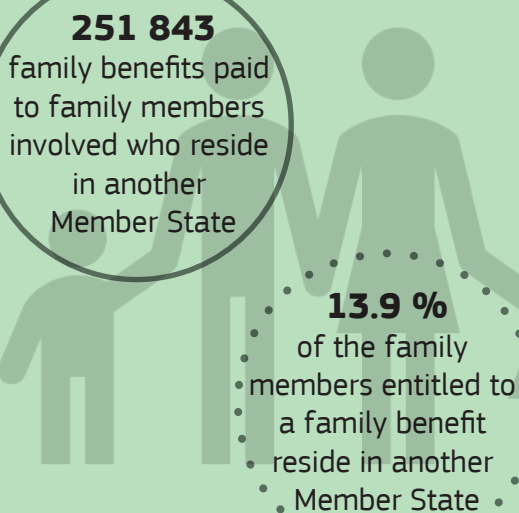 251 843
family benefits paid
to family members
involved who reside
in another
Member State
13.9 %
of the family
members entitled to
a family benefit
reside in another
Member State